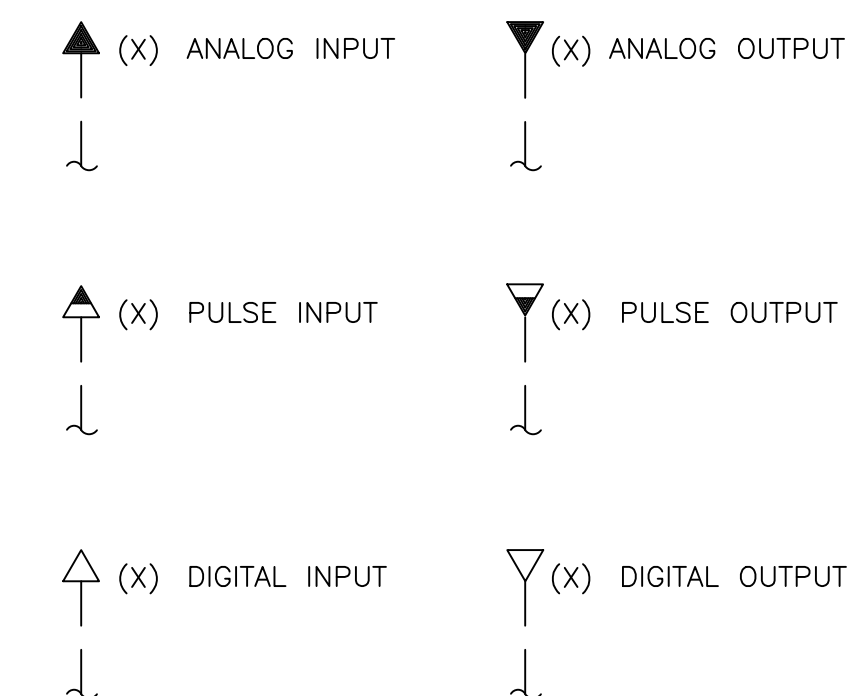 (X) ANALOG INPUT
(X) ANALOG OUTPUT
(X) PULSE INPUT
(X) PULSE OUTPUT
(X) DIGITAL INPUT
(X) DIGITAL OUTPUT